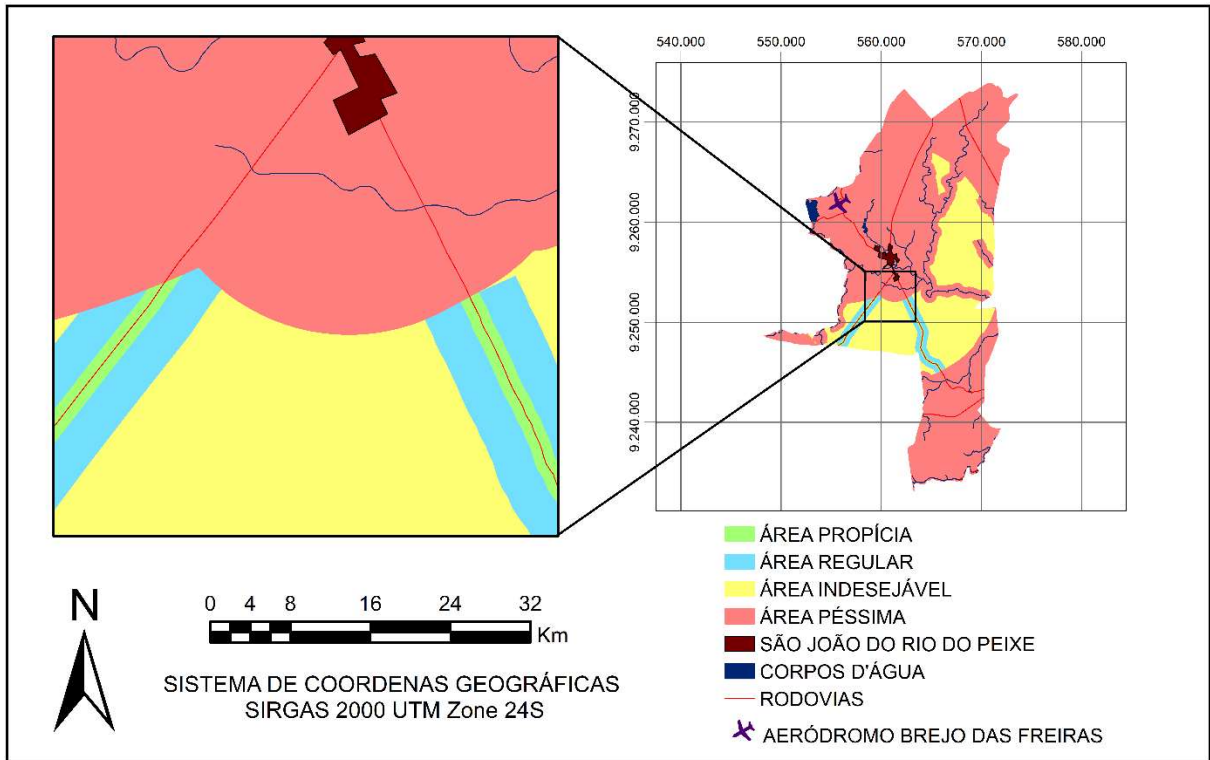 540.000 550.000 560.000 570.000 580.000
9.270.000
9.260.000
9.250.000
9.240.000
ÁREA PROPÍCIA
ÁREA REGULAR
ÁREA INDESEJÁVEL
ÁREA PÉSSIMA
SÃO JOÃO DO RIO DO PEIXE
CORPOS D'ÁGUA
RODOVIAS
AERÓDROMO BREJO DAS FREIRAS
N
0 4 8 16 24 32
Km
SISTEMA DE COORDENAS GEOGRÁFICAS
SIRGAS 2000 UTM Zone 24S